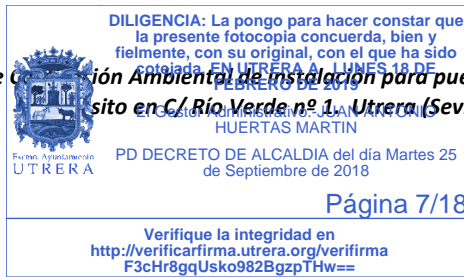 DILIGENCIA: La pongo para hacer constar que
la presente fotocopia concuerda, bien y
fielmente, con su original, con el que ha sido
cotejada. EN UTRERA A LUNES 18 DE
FEBRERO DE 2019
Ambiental de instalación para
El Gestor Administrativo: JUAN ANTONIO
sito en C/ Río Verde nº 1. Utrera (Sev
HUERTAS MARTIN
PD DECRETO DE ALCALDIA del día Martes 25
de Septiembre de 2018
Excmo. Ayuntamiento
UTRERA
Página 7/18
Verifique la integridad en
http://verificarfirma.utrera.org/verifirma
F3cHr8gqUsko982BgzpTHw==